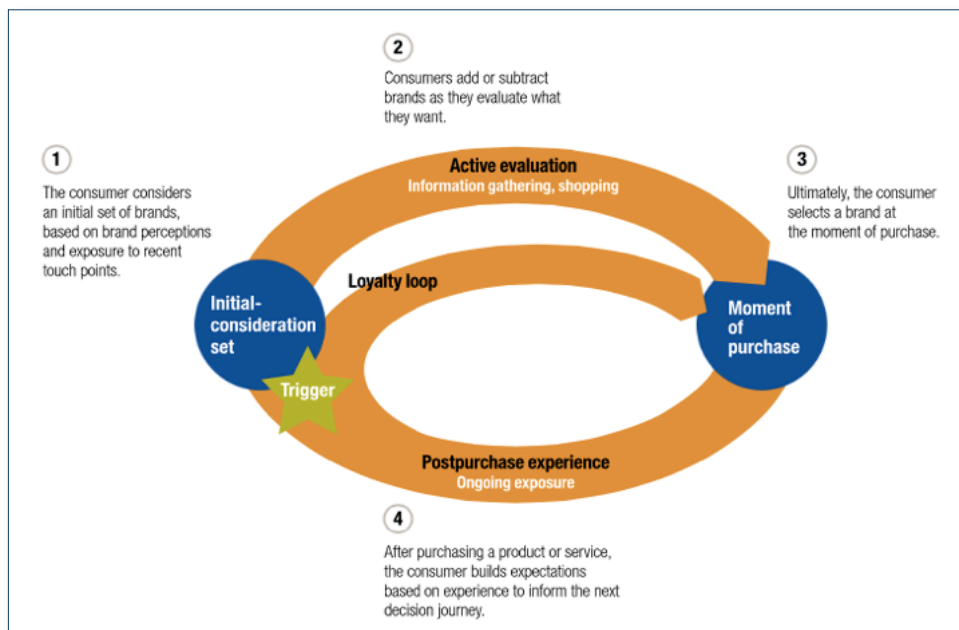 1
The consumer considers
an initial set of brands,
based on brand perceptions
and exposure to recent
touch points.
2
Consumers add or subtract
brands as they evaluate what
they want.
3
Ultimately, the consumer
selects a brand at
the moment of purchase.
Active evaluation
Information gathering, shopping
Loyalty loop
Initial-
consideration
set
Trigger
Moment
of
purchase
Postpurchase experience
Ongoing exposure
4
After purchasing a product or service,
the consumer builds expectations
based on experience to inform the next
decision journey.